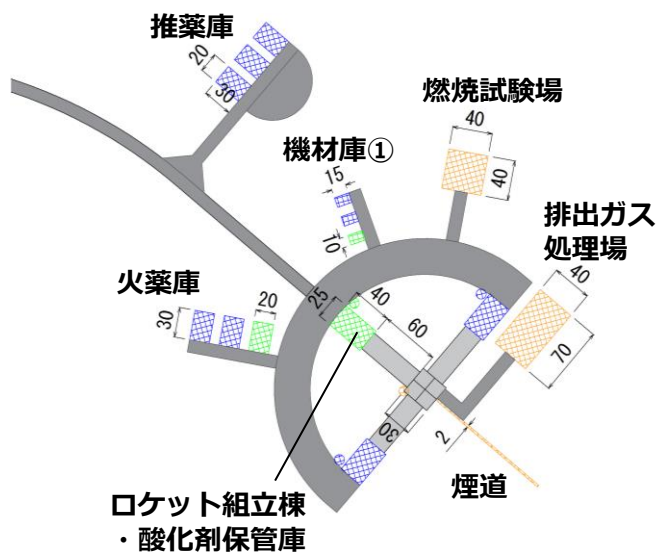 推薬庫
20
30
燃焼試験場
40
40
機材庫①
15
10
排出ガス
処理場
40
70
火薬庫
20
30
25
40
60
30
2
煙道
ロケット組立棟
・酸化剤保管庫